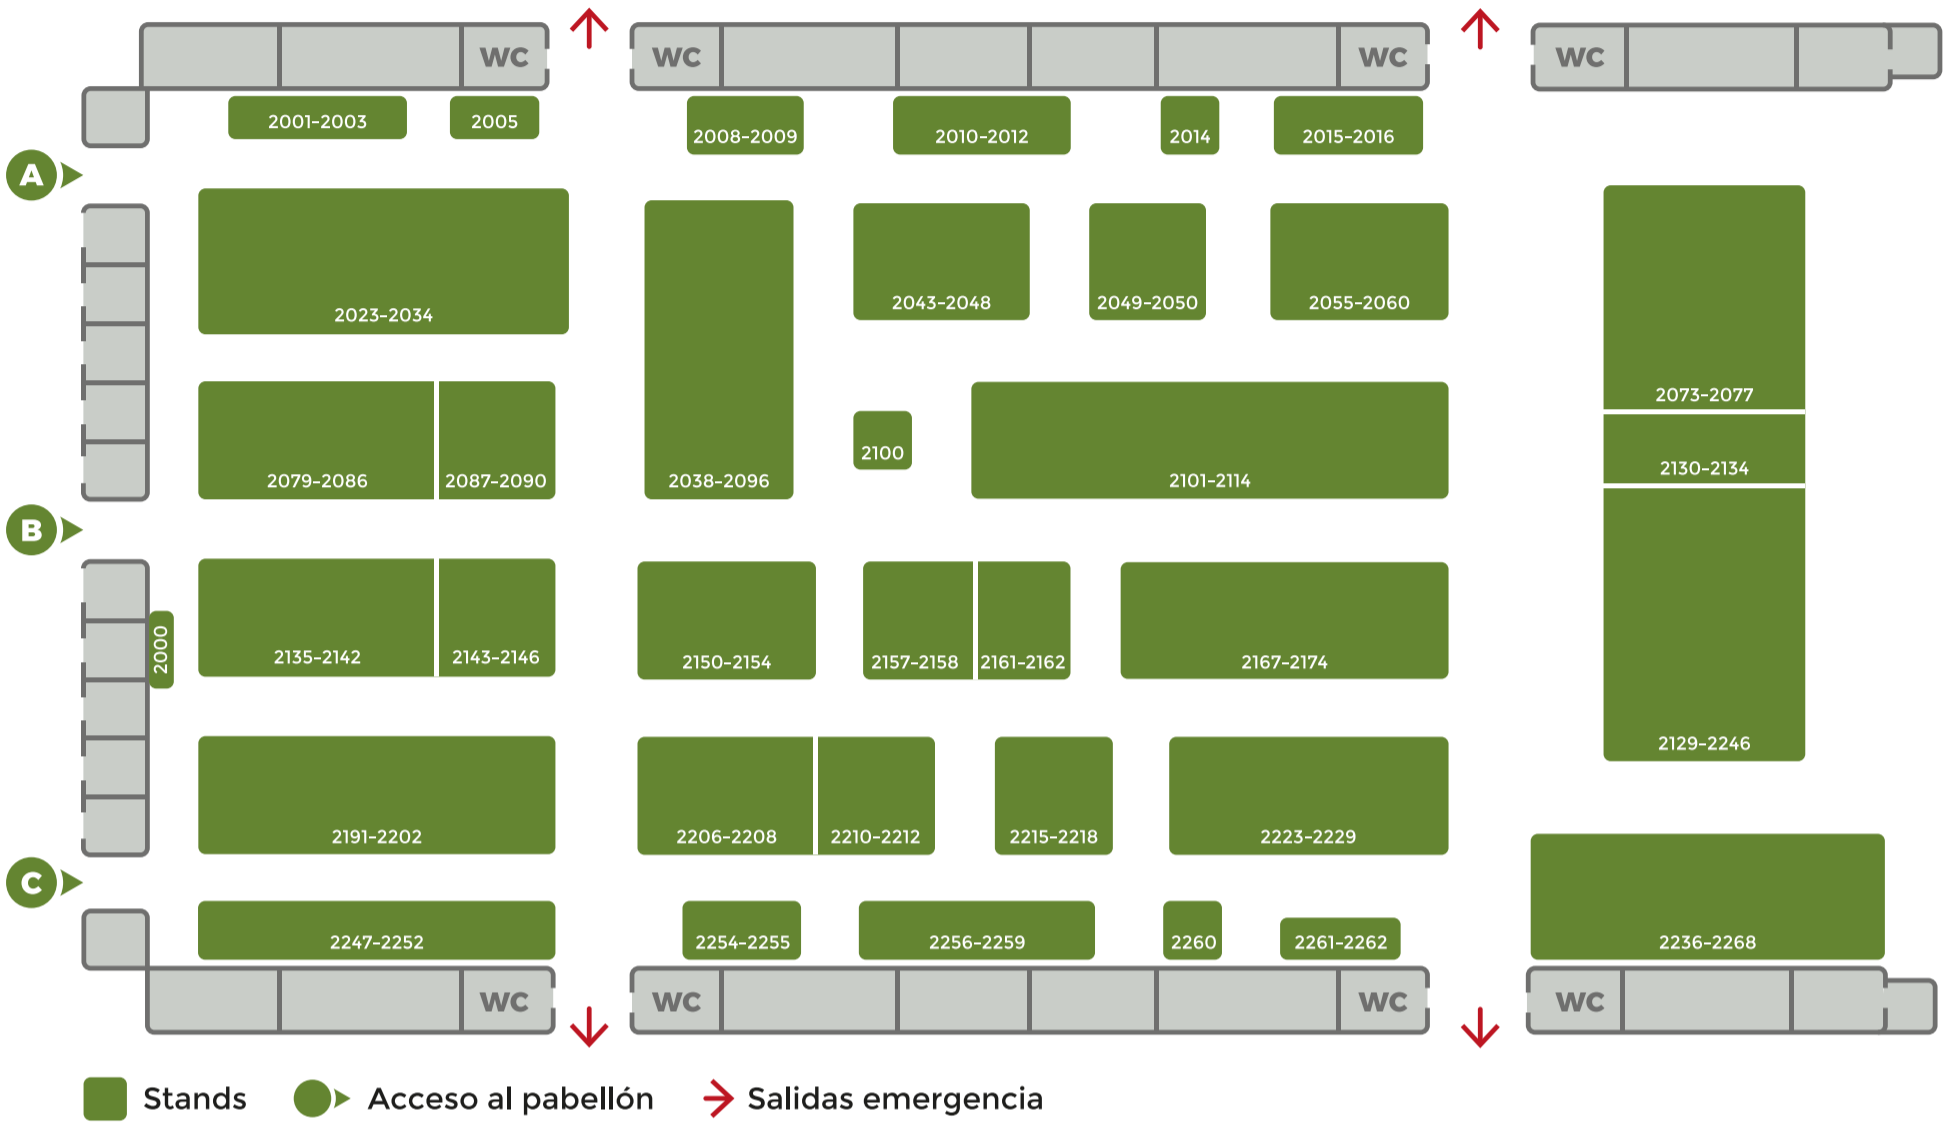 WC
WC
WC
WC
2001-2003
2005
2008-2009
2010-2012
2014
2015-2016
A
2023-2034
2043-2048
2049-2050
2055-2060
2073-2077
2079-2086
2087-2090
2038-2096
2100
2101-2114
2130-2134
B
2000
2135-2142
2143-2146
2150-2154
2157-2158
2161-2162
2167-2174
2129-2246
2191-2202
2206-2208
2210-2212
2215-2218
2223-2229
C
2247-2252
2254-2255
2256-2259
2260
2261-2262
2236-2268
WC
WC
WC
WC
Stands
Acceso al pabellón
Salidas emergencia